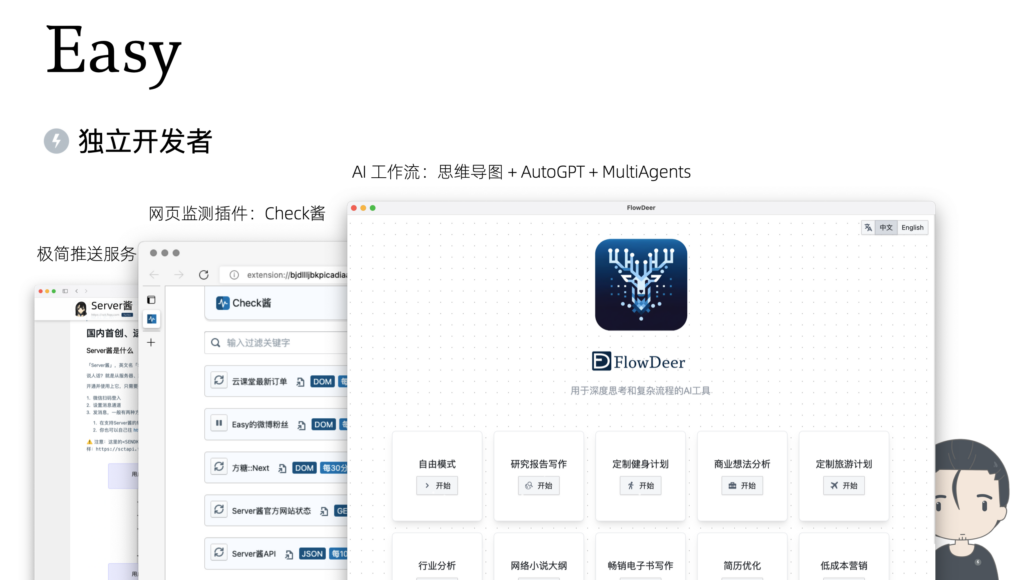 Easy
独立开发者
AI 工作流：思维导图 + AutoGPT + MultiAgents
网页监测插件：Check酱
极简推送服务
FlowDeer
中文 English
extension://bjdlljbkpicadiaa
Server酱
Check酱
国内首创、
Server酱是什么
输入过滤关键字
FlowDeer
用于深度思考和复杂流程的AI工具
云课堂最新订单 DOM 每
Easy的微博粉丝 DOM 每
方糖::Next DOM 每30分
Server酱官方网站状态 GE
Server酱API JSON 每10
自由模式
开始
研究报告写作
开始
定制健身计划
开始
商业想法分析
开始
定制旅游计划
开始
行业分析
网络小说大纲
畅销电子书写作
简历优化
低成本营销